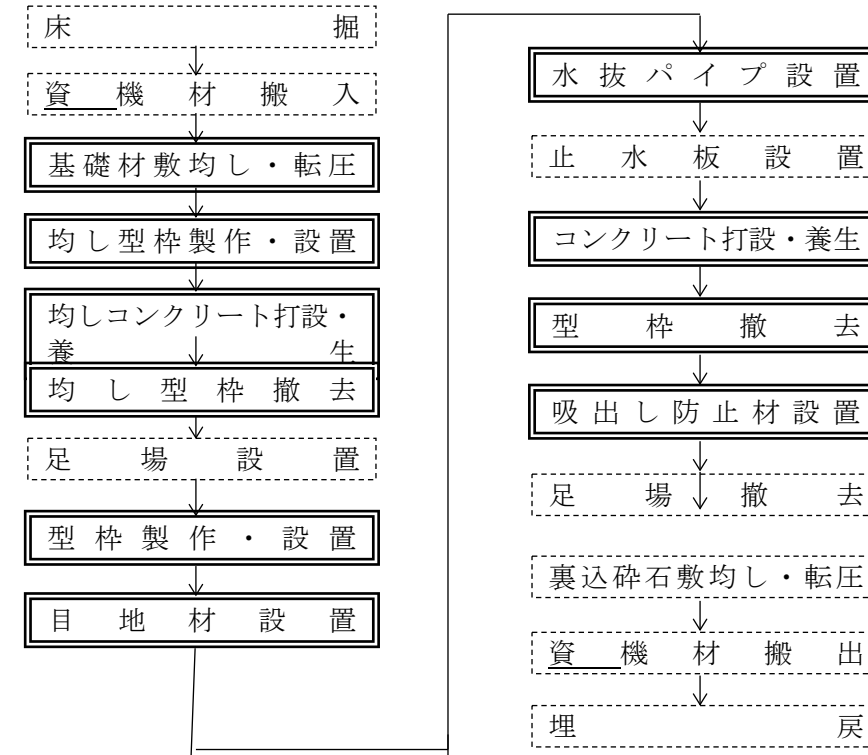 床掘
資機材搬入
基礎材敷均し・転圧
均し型枠製作・設置
均しコンクリート打設・
養生
均し型枠撤去
足場設置
型枠製作・設置
目地材設置
水抜パイプ設置
止水板設置
コンクリート打設・養生
型枠撤去
吸出し防止材設置
足場撤去
裏込砕石敷均し・転圧
資機材搬出
埋戻